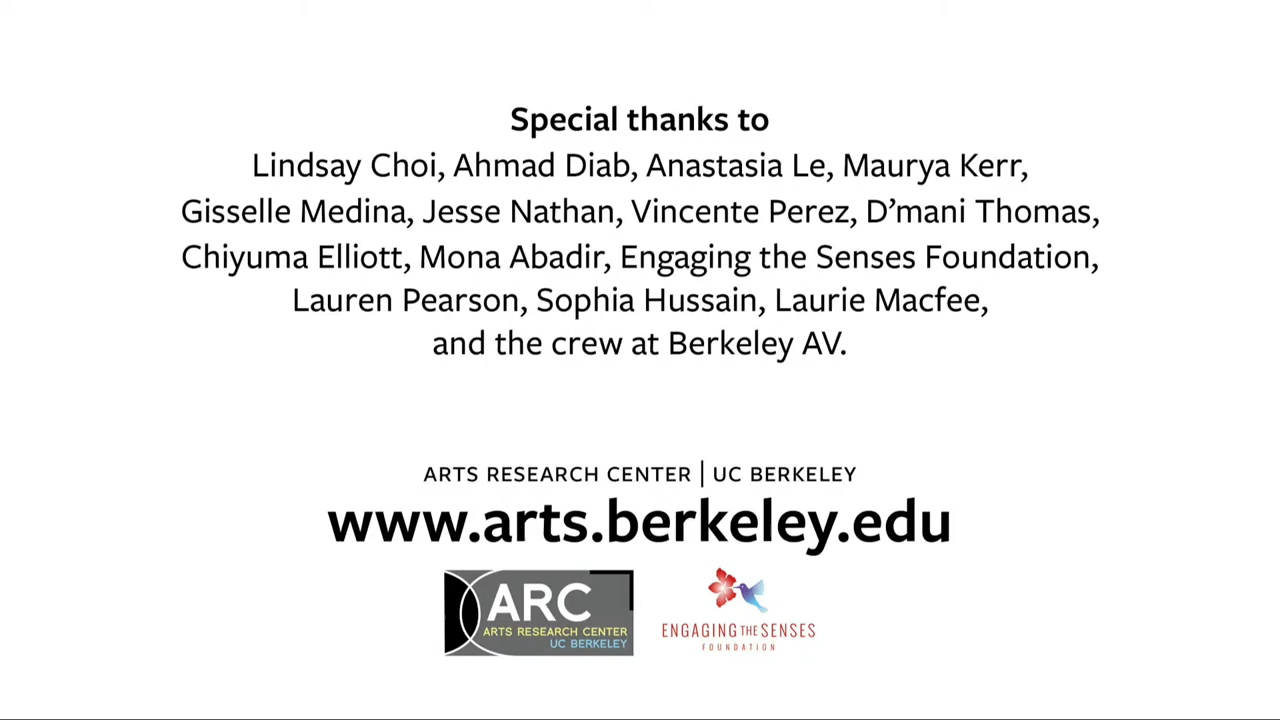 Special thanks to
Lindsay Choi, Ahmad Diab, Anastasia Le, Maurya Kerr,
Gisselle Medina, Jesse Nathan, Vincente Perez, D’mani Thomas,
Chiyuma Elliott, Mona Abadir, Engaging the Senses Foundation,
Lauren Pearson, Sophia Hussain, Laurie Macfee,
and the crew at Berkeley AV.
ARTS RESEARCH CENTER | UC BERKELEY
www.arts.berkeley.edu
ARC
ARTS RESEARCH CENTER
UC BERKELEY
ENGAGING THE SENSES
FOUNDATION